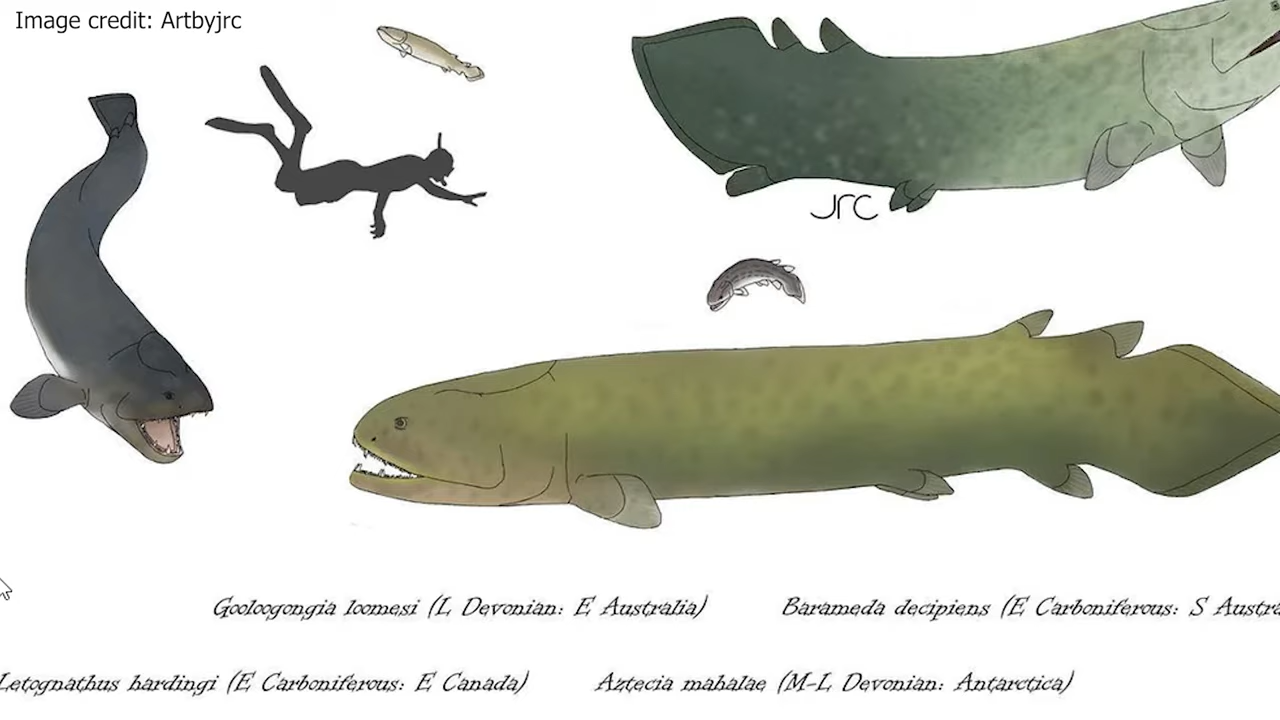 Image credit: Artbyjrc
Jrc
Gooloogongia loomesi (L Devonian: E Australia)
Barameda decipiens (E Carboniferous: S Austra
Letognathus hardingi (E Carboniferous: E Canada)
Aztecia mahalae (M-L Devonian: Antarctica)